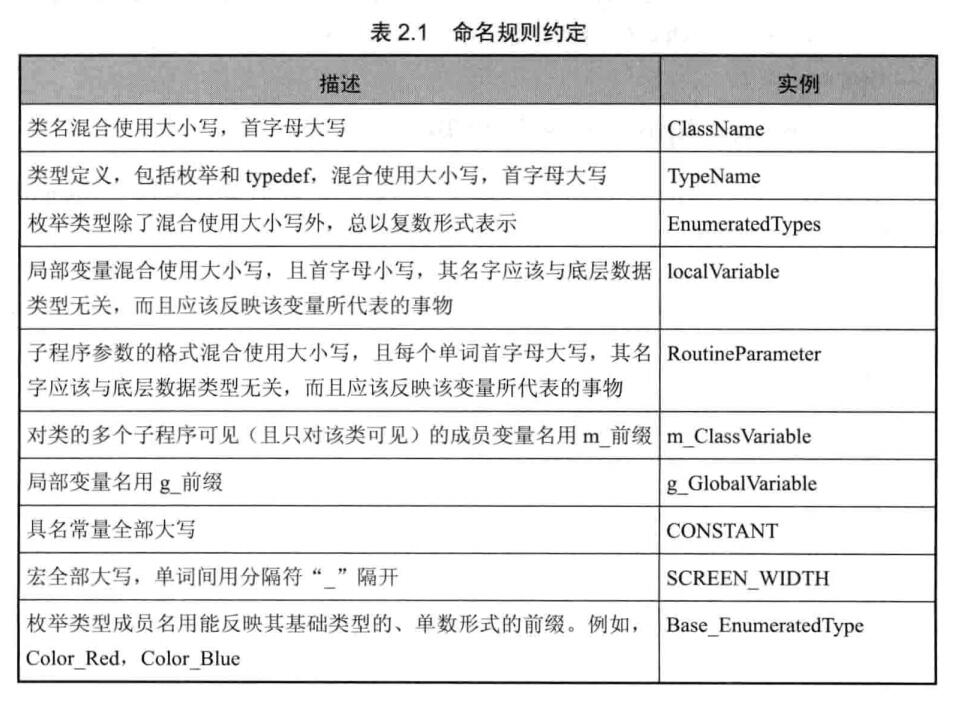 表 2.1 命名规则约定
描述 实例
类名混合使用大小写，首字母大写 ClassName
类型定义，包括枚举和 typedef，混合使用大小写，首字母大写 TypeName
枚举类型除了混合使用大小写外，总以复数形式表示 EnumeratedTypes
局部变量混合使用大小写，且首字母小写，其名字应该与底层数据 localVariable
类型无关，而且应该反映该变量所代表的事物
子程序参数的格式混合使用大小写，且每个单词首字母大写，其名 RoutineParameter
字应该与底层数据类型无关，而且应该反映该变量所代表的事物
对类的多个子程序可见（且只对该类可见）的成员变量名用 m_前缀 m_ClassVariable
局部变量名用 g_前缀 g_GlobalVariable
具名常量全部大写 CONSTANT
宏全部大写，单词间用分隔符“_”隔开 SCREEN_WIDTH
枚举类型成员名用能反映其基础类型的、单数形式的前缀。例如， Base_EnumeratedType
Color_Red，Color_Blue